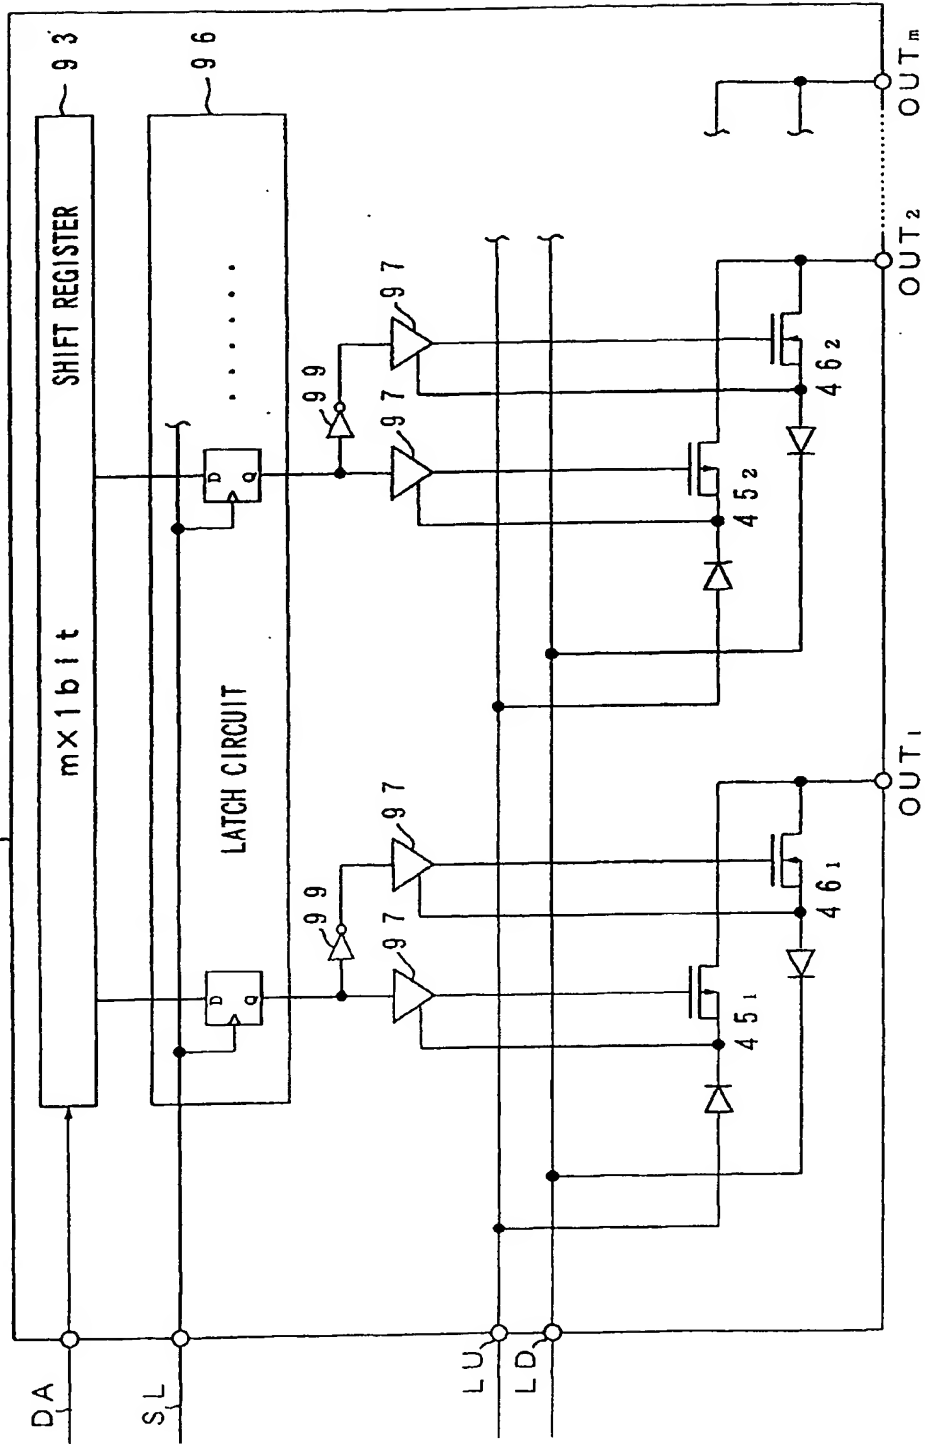 DA
m×1bit SHIFT REGISTER
93
SL
LATCH CIRCUIT
96
D
Q
D
Q
99
97
97
99
97
97
LU
LD
45₁
46₁
45₂
46₂
OUT₁
OUT₂
OUTm